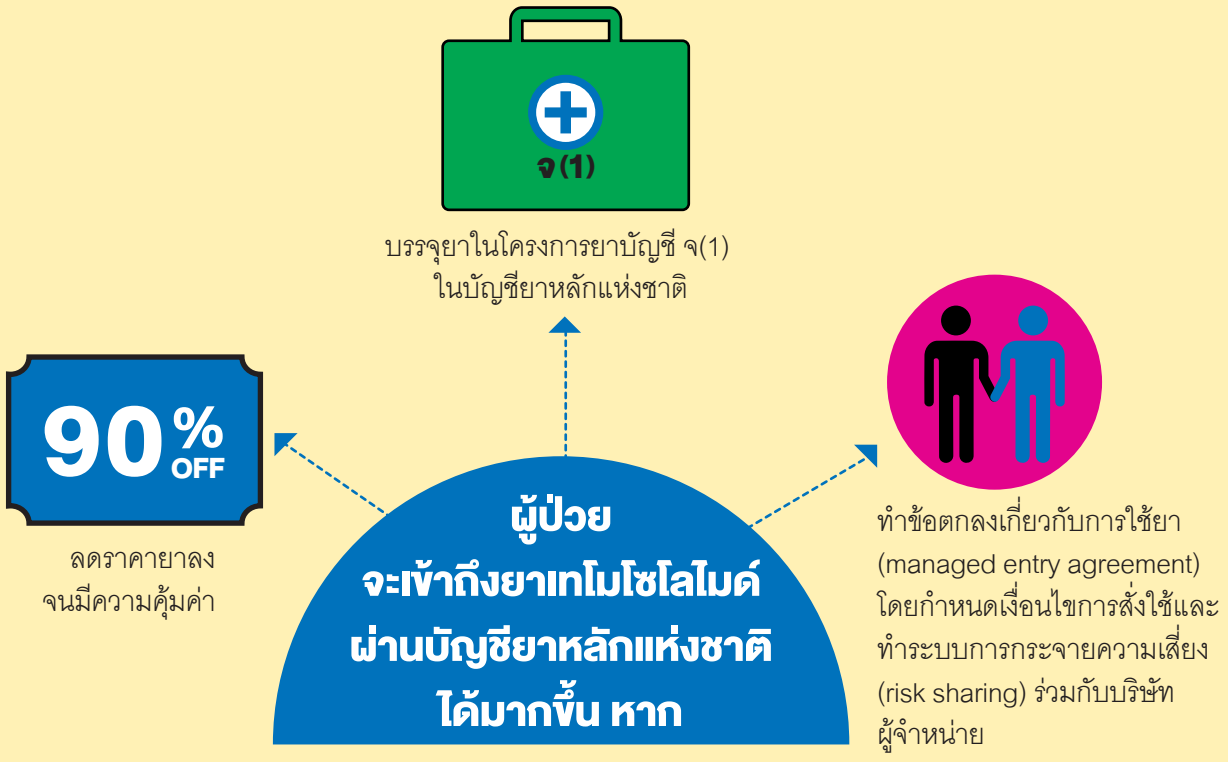 จ(1)
บรรจุยาในโครงการยาบัญชี จ(1)
ในบัญชียาหลักแห่งชาติ
90%
OFF
ลดราคายาลง
จนมีความคุ้มค่า
ผู้ป่วย
จะเข้าถึงยาเทโมโซโลไมด์
ผ่านบัญชียาหลักแห่งชาติ
ได้มากขึ้น หาก
ทำข้อตกลงเกี่ยวกับการใช้ยา
(managed entry agreement)
โดยกำหนดเงื่อนไขการสั่งใช้และ
ทำระบบการกระจายความเสี่ยง
(risk sharing) ร่วมกับบริษัท
ผู้จำหน่าย